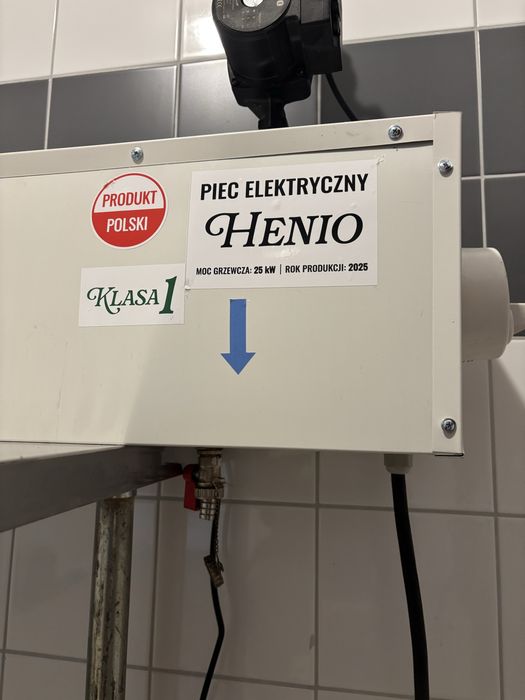 PRODUKT
POLSKI
PIEC ELEKTRYCZNY
HENIO
MOC GRZEWCZA: 25 kW | ROK PRODUKCJI: 2025
KLASA 1